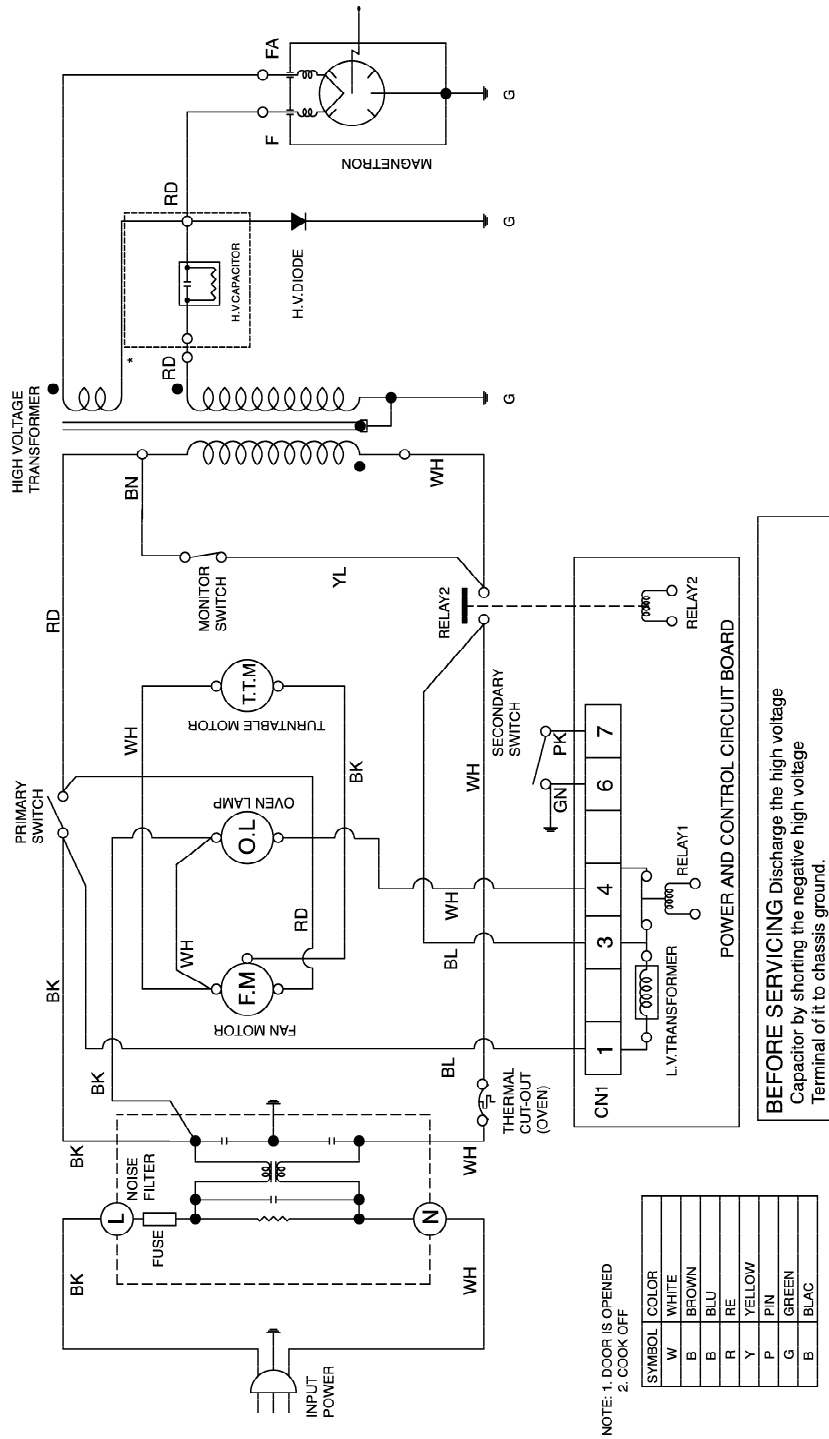 INPUT
POWER
BK
WH
L
N
FUSE
NOISE
FILTER
BK
WH
BK
THERMAL
CUT-OUT
(OVEN)
BL
BK
PRIMARY
SWITCH
RD
F.M
FAN MOTOR
WH
O.L
OVEN LAMP
RD
WH
T.T.M
TURNTABLE MOTOR
BK
WH
BL
WH
SECONDARY
SWITCH
RELAY2
MONITOR
SWITCH
BN
YL
WH
HIGH VOLTAGE
TRANSFORMER
*
RD
H.V.CAPACITOR
RD
H.V.DIODE
F
FA
MAGNETRON
G
G
G
CN1
1
3
4
6
7
GN
PK
L.V.TRANSFORMER
RELAY1
RELAY2
POWER AND CONTROL CIRCUIT BOARD
NOTE: 1. DOOR IS OPENED
2. COOK OFF
SYMBOL COLOR
W WHITE
B BROWN
B BLU
R RE
Y YELLOW
P PIN
G GREEN
B BLAC
BEFORE SERVICING Discharge the high voltage
Capacitor by shorting the negative high voltage
Terminal of it to chassis ground.